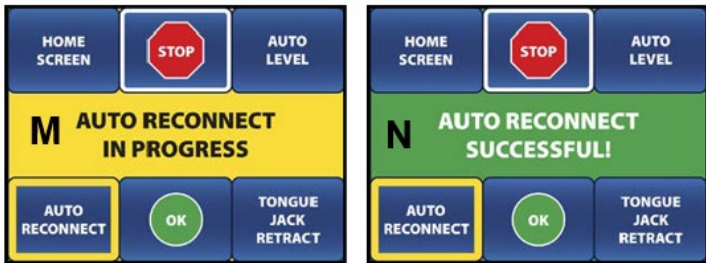 HOME
SCREEN
STOP
AUTO
LEVEL
M
AUTO RECONNECT
IN PROGRESS
AUTO
RECONNECT
OK
TONGUE
JACK
RETRACT
HOME
SCREEN
STOP
AUTO
LEVEL
N
AUTO RECONNECT
SUCCESSFUL!
AUTO
RECONNECT
OK
TONGUE
JACK
RETRACT